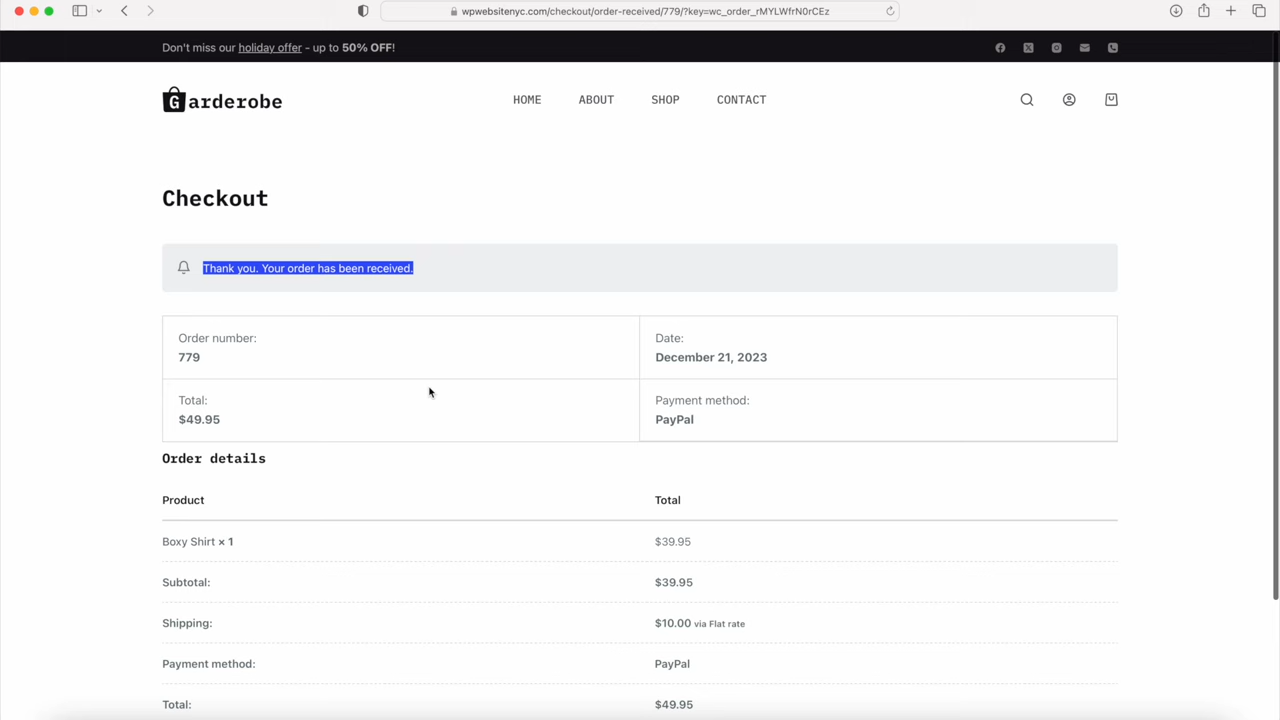 wpwebsitenyc.com/checkout/order-received/779/?key=wc_order_rMYLWfrN0rCEz
Don't miss our holiday offer - up to 50% OFF!
Garderobe
HOME ABOUT SHOP CONTACT
Checkout
Thank you. Your order has been received.
Order number: Date:
779 December 21, 2023
Total: Payment method:
$49.95 PayPal
Order details
Product Total
Boxy Shirt × 1 $39.95
Subtotal: $39.95
Shipping: $10.00 via Flat rate
Payment method: PayPal
Total: $49.95